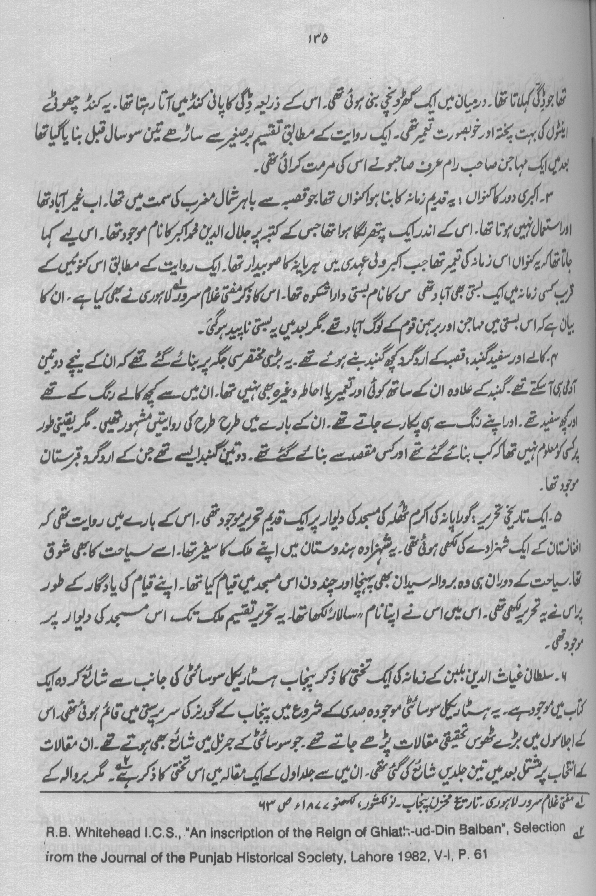 ۱۳۵
تھا جو ڈگی کہلاتا تھا۔ درمیان میں ایک گھڑونچی بنی ہوئی تھی۔ اس کے ذریعہ ڈگی کا پانی کنڈ میں آتا رہتا تھا۔ یہ کنڈ چھوٹے
اینٹوں کی بہت پختہ اور خوبصورت تعمیر تھی۔ ایک روایت کے مطابق تقسیم برصغیر سے ساڑھے تین سو سال قبل بنایا گیا تھا
بعد میں ایک مہاجن صاحب رام عرف صاحبو نے اس کی مرمت کرائی تھی۔
۳۔ اکبری دور کا کنواں : یہ قدیم زمانہ کا بنا ہوا کنواں تھا جو قصبہ سے باہر شمال مغرب کی سمت میں تھا۔ اب غیر آباد تھا
اور استعمال نہیں ہوتا تھا۔ اس کے اندر ایک پتھر لگا ہوا تھا جس کے کتبہ پر جلال الدین محمد اکبر کا نام موجود تھا۔ اس لیے کہا
جاتا تھا کہ یہ کنواں اس زمانہ کی تعمیر تھا جب اکبر ولی عہدی میں ہریانہ کا صوبیدار تھا۔ ایک روایت کے مطابق اس کنوئیں کے
قریب کسی زمانہ میں ایک بستی بھی آباد تھی جس کا نام بستی دارا شکوہ تھا۔ اس کا ذکر مفتی غلام سرور لاہوری نے بھی کیا ہے۔ ان کا
بیان ہے کہ اس بستی میں مہاجن اور برہمن قوم کے لوگ آباد تھے۔ مگر بعد میں یہ بستی ناپید ہو گئی۔
۴۔ کالے اور سفید گنبد : قصبہ کے اردگرد کچھ گنبد بنے ہوئے تھے۔ یہ بڑی مختصر سی جگہ پر بنائے گئے تھے کہ ان کے نیچے دو تین
آدمی ہی آ سکتے تھے۔ گنبد کے علاوہ ان کے ساتھ کوئی اور تعمیر یا احاطہ وغیرہ بھی نہیں تھا۔ ان میں سے کچھ کالے رنگ کے تھے
اور کچھ سفید تھے۔ اور اپنے رنگ سے ہی پکارے جاتے تھے۔ ان کے بارے میں طرح طرح کی روایتیں مشہور تھیں۔ مگر یقینی طور
پر کسی کو معلوم نہیں تھا کہ کب بنائے گئے تھے اور کس مقصد سے بنائے گئے تھے۔ دو تین گنبد ایسے تھے جن کے اردگرد قبرستان
موجود تھا۔
۵۔ ایک تاریخی تحریر : گوراپانہ کی اکرم ٹھلہ کی مسجد کی دیوار پر ایک قدیم تحریر موجود تھی۔ اس کے بارے میں روایت تھی کہ
افغانستان کے ایک شہزادے کی لکھی ہوئی تھی۔ یہ شہزادہ ہندوستان میں اپنے ملک کا سفیر تھا۔ اسے سیاحت کا بھی شوق
تھا۔ سیاحت کے دوران ہی وہ بروالہ سیدان بھی پہنچا اور چند دن اس مسجد میں قیام کیا تھا۔ اپنے قیام کی یادگار کے طور
پر اس نے یہ تحریر لکھی تھی۔ اس میں اس نے اپنا نام "سالار" لکھا تھا۔ یہ تحریر تقسیم ملک تک اس مسجد کی دیوار پر
موجود تھی۔
۶۔ سلطان غیاث الدین بلبن کے زمانہ کی ایک تختی کا ذکر پنجاب ہسٹاریکل سوسائٹی کی جانب سے شائع کردہ ایک
کتاب میں موجود ہے۔ یہ ہسٹاریکل سوسائٹی موجودہ صدی کے شروع میں پنجاب کے گورنر کی سرپرستی میں قائم ہوئی تھی۔ اس
کے اجلاسوں میں بڑے ٹھوس تحقیقی مقالات پڑھے جاتے تھے۔ جو سوسائٹی کے جرنل میں شائع بھی ہوتے تھے۔ ان مقالات
کے انتخاب پر مشتمل بعد میں تین جلدیں شائع کی گئی تھی۔ ان میں سے جلد اول کے ایک مقالہ میں اس تختی کا ذکر ہے۔۲ مگر بروالہ کے
۱ مفتی غلام سرور لاہوری۔ تاریخ مخزن پنجاب۔ نولکشور، لکھنؤ ۱۸۷۷ء ص ۶۳
R.B. Whitehead I.C.S., "An inscription of the Reign of Ghiath-ud-Din Balban", Selection ۲
from the Journal of the Punjab Historical Society, Lahore 1982, V-I, P. 61